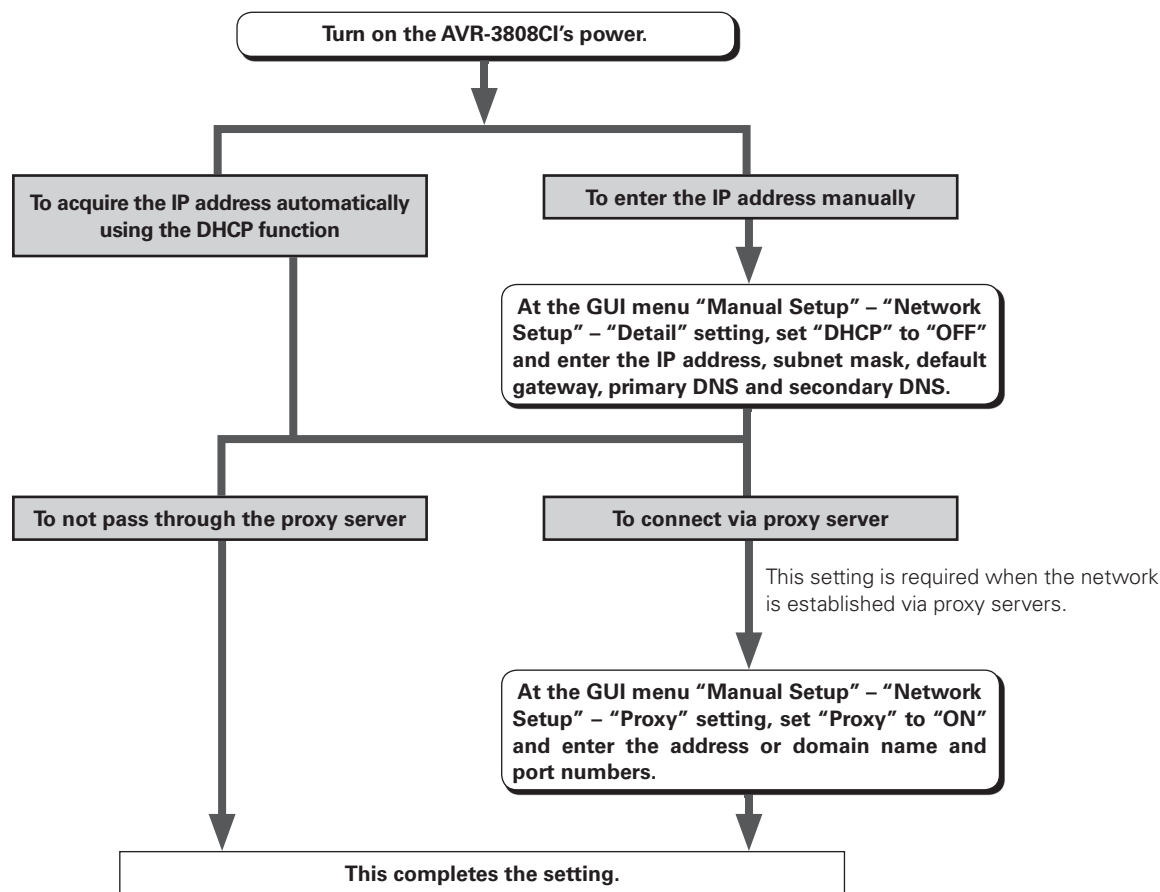 Turn on the AVR-3808CI's power.
To acquire the IP address automatically
using the DHCP function
To enter the IP address manually
At the GUI menu “Manual Setup” – “Network
Setup” – “Detail” setting, set “DHCP” to “OFF”
and enter the IP address, subnet mask, default
gateway, primary DNS and secondary DNS.
To not pass through the proxy server
To connect via proxy server
This setting is required when the network
is established via proxy servers.
At the GUI menu “Manual Setup” – “Network
Setup” – “Proxy” setting, set “Proxy” to “ON”
and enter the address or domain name and
port numbers.
This completes the setting.